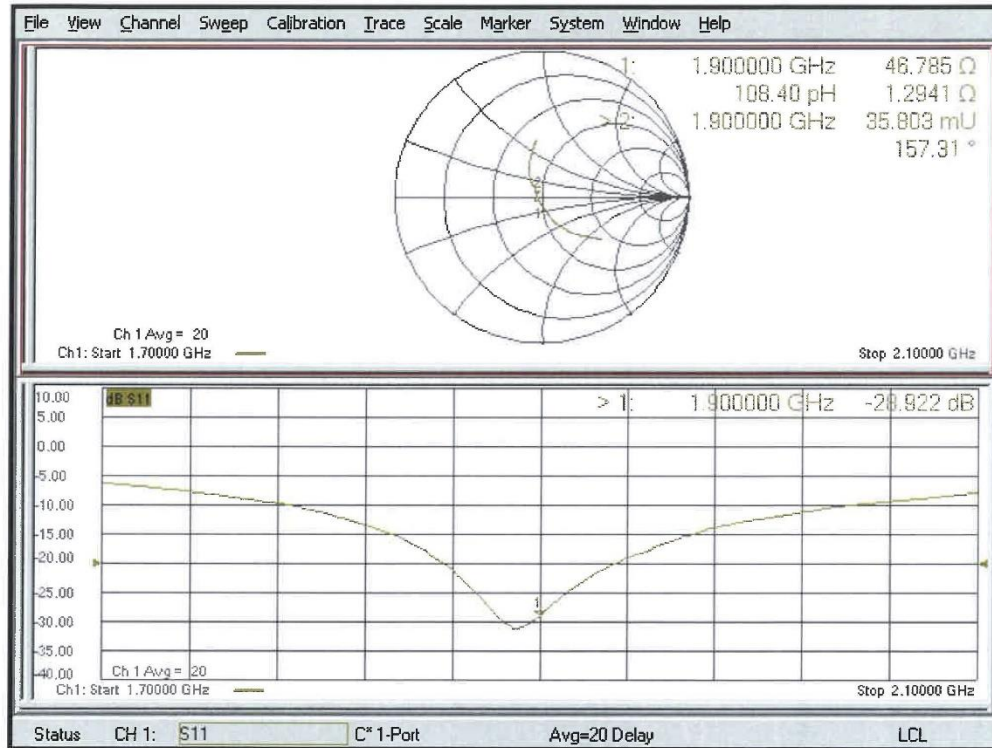 File View Channel Sweep Calibration Trace Scale Marker System Window Help
1: 1.900000 GHz 46.785 Ω
108.40 pH 1.2941 Ω
> 2: 1.900000 GHz 35.803 mU
157.31 °
Ch 1 Avg = 20
Ch1: Start 1.70000 GHz
Stop 2.10000 GHz
dB S11
> 1: 1.900000 GHz -28.922 dB
10.00
5.00
0.00
-5.00
-10.00
-15.00
-20.00
-25.00
-30.00
-35.00
-40.00
1
Ch 1 Avg = 20
Ch1: Start 1.70000 GHz
Stop 2.10000 GHz
Status CH 1: S11 C* 1-Port Avg=20 Delay LCL